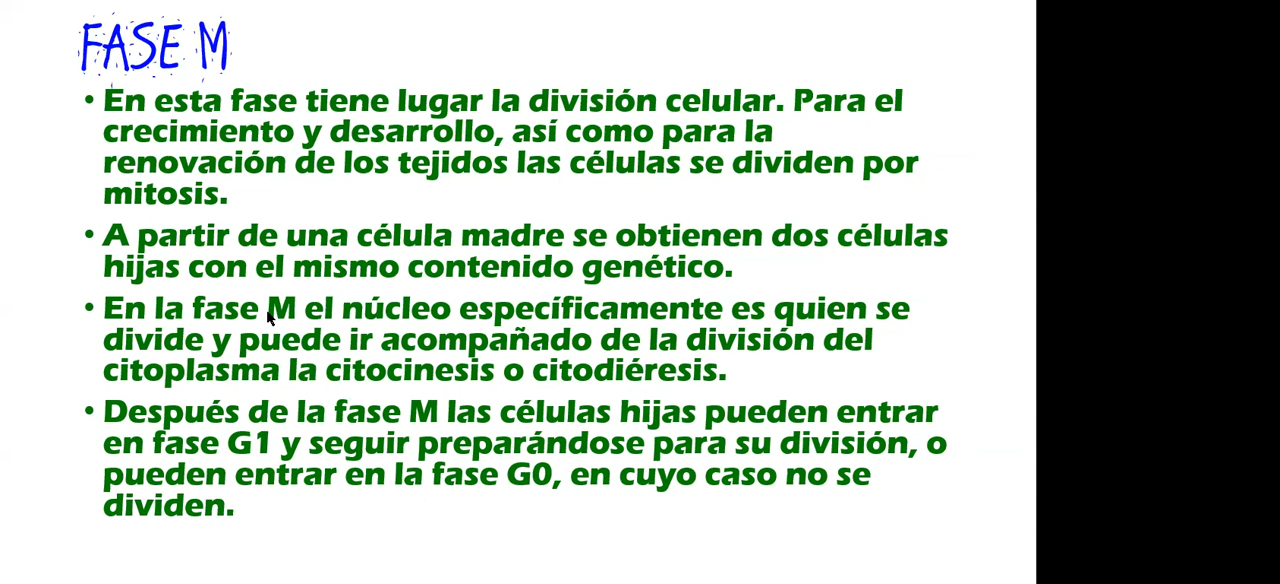 FASE M
• En esta fase tiene lugar la división celular. Para el
crecimiento y desarrollo, así como para la
renovación de los tejidos las células se dividen por
mitosis.
• A partir de una célula madre se obtienen dos células
hijas con el mismo contenido genético.
• En la fase M el núcleo específicamente es quien se
divide y puede ir acompañado de la división del
citoplasma la citocinesis o citodiéresis.
• Después de la fase M las células hijas pueden entrar
en fase G1 y seguir preparándose para su división, o
pueden entrar en la fase G0, en cuyo caso no se
dividen.